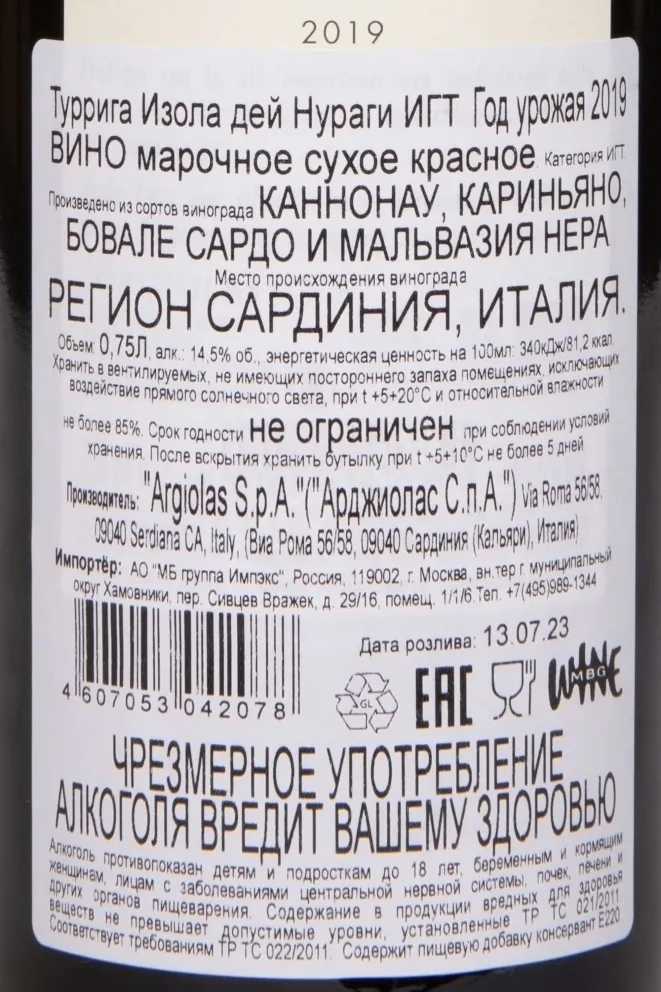 2019
Туррига Изола дей Нураги ИГТ Год урожая 2019
ВИНО марочное сухое красное. Категория ИГТ.
Произведено из сортов винограда КАННОНАУ, КАРИНЬЯНО,
БОВАЛЕ САРДО И МАЛЬВАЗИЯ НЕРА
Место происхождения винограда
РЕГИОН САРДИНИЯ, ИТАЛИЯ.
Объем: 0,75Л, алк.: 14,5% об., энергетическая ценность на 100мл: 340кДж/81,2 ккал.
Хранить в вентилируемых, не имеющих постороннего запаха помещениях, исключающих
воздействие прямого солнечного света, при t +5+20°С и относительной влажности
не более 85%. Срок годности не ограничен при соблюдении условий
хранения. После вскрытия хранить бутылку при t +5+10°С не более 5 дней
Производитель: "Argiolas S.p.A."("Арджиолас С.п.А.") Via Roma 56/58,
09040 Serdiana CA, Italy, (Виа Рома 56/58, 09040 Сардиния (Кальяри), Италия)
Импортёр: АО "МБ группа Импэкс", Россия, 119002, г. Москва, вн.тер г. муниципальный
округ Хамовники, пер. Сивцев Вражек, д. 29/16, помещ. 1/1/6.Тел. +7(495)989-1344
Дата розлива: 13.07.23
4 607053 042078
GL EAC WINE MBG
ЧРЕЗМЕРНОЕ УПОТРЕБЛЕНИЕ
АЛКОГОЛЯ ВРЕДИТ ВАШЕМУ ЗДОРОВЬЮ
Алкоголь противопоказан детям и подросткам до 18 лет, беременным и кормящим
женщинам, лицам с заболеваниями центральной нервной системы, почек, печени и
других органов пищеварения. Содержание в продукции вредных для здоровья
веществ не превышает допустимые уровни, установленные ТР ТС 021/2011.
Соответствует требованиям ТР ТС 022/2011. Содержит пищевую добавку консервант Е220